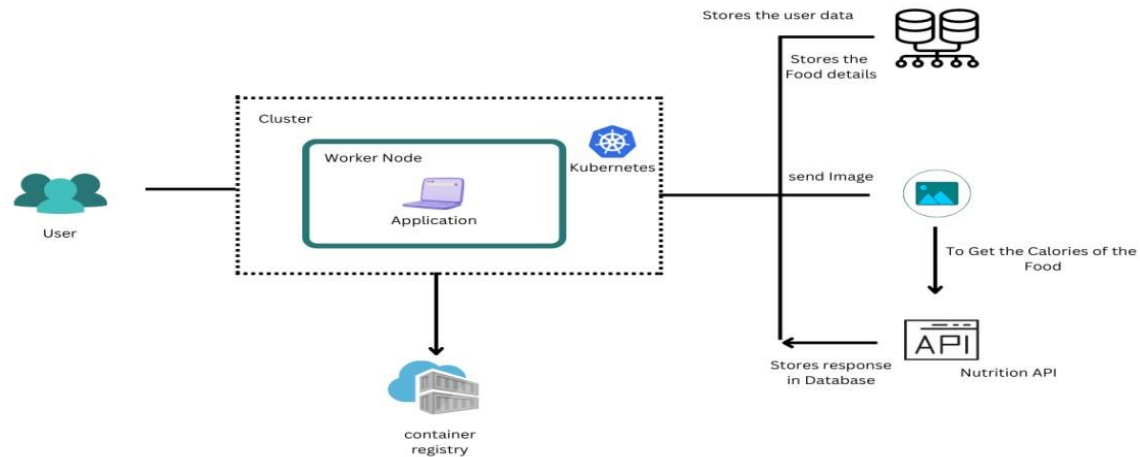 Stores the user data
Stores the
Food details
Cluster
Worker Node
Kubernetes
Application
User
send Image
To Get the Calories of the
Food
API
Nutrition API
Stores response
in Database
container
registry